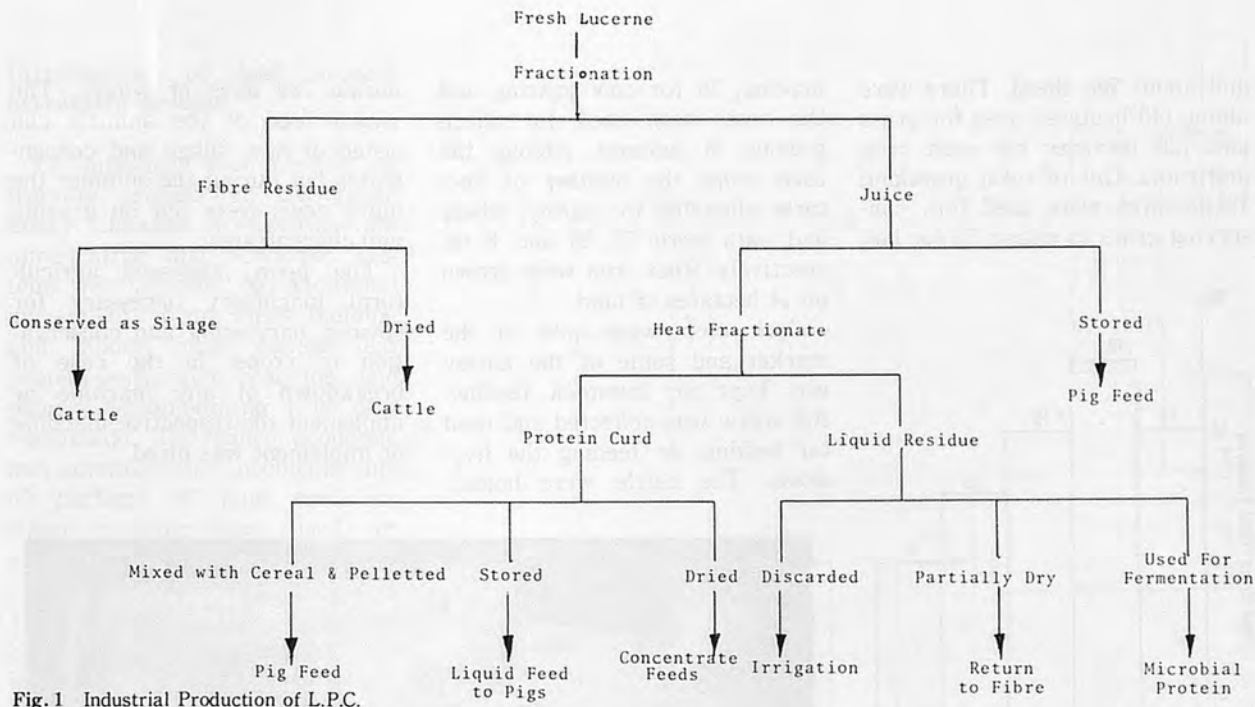 Fresh Lucerne
Fractionation
Fibre Residue
Juice
Conserved as Silage
Dried
Heat Fractionate
Stored
Cattle
Cattle
Pig Feed
Protein Curd
Liquid Residue
Mixed with Cereal & Pelletted
Stored
Dried
Discarded
Partially Dry
Used For
Fermentation
Pig Feed
Liquid Feed
to Pigs
Concentrate
Feeds
Irrigation
Return
to Fibre
Microbial
Protein
Fig. 1 Industrial Production of L.P.C.